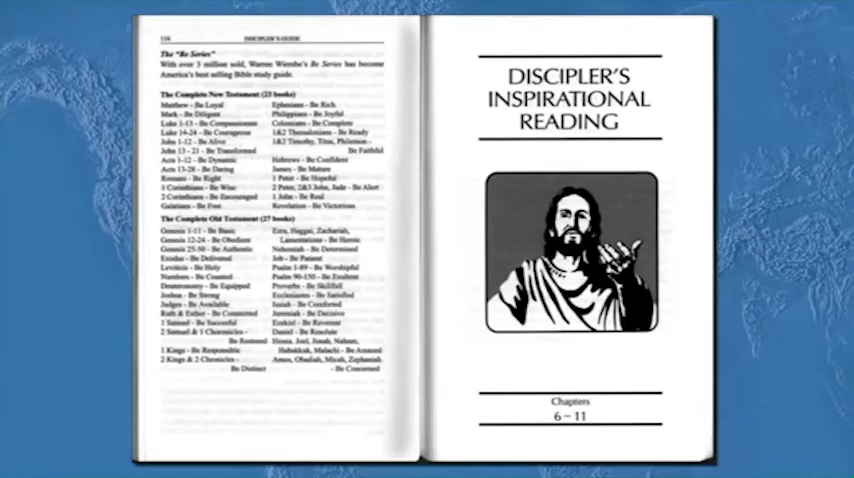 116 DISCIPLER'S GUIDE
The "Be Series"
With over 3 million sold, Warren Wiersbe's Be Series has become
America's best selling Bible study guide.
The Complete New Testament (23 books)
Matthew - Be Loyal
Mark - Be Diligent
Luke 1-13 - Be Compassionate
Luke 14-24 - Be Courageous
John 1-12 - Be Alive
John 13 - 21 - Be Transformed
Acts 1-12 - Be Dynamic
Acts 13-28 - Be Daring
Romans - Be Right
1 Corinthians - Be Wise
2 Corinthians - Be Encouraged
Galatians - Be Free
Ephesians - Be Rich
Philippians - Be Joyful
Colossians - Be Complete
1&2 Thessalonians - Be Ready
1&2 Timothy, Titus, Philemon -
Be Faithful
Hebrews - Be Confident
James - Be Mature
1 Peter - Be Hopeful
2 Peter, 2&3 John, Jude - Be Alert
1 John - Be Real
Revelation - Be Victorious
The Complete Old Testament (27 books)
Genesis 1-11 - Be Basic
Genesis 12-24 - Be Obedient
Genesis 25-50 - Be Authentic
Exodus - Be Delivered
Leviticus - Be Holy
Numbers - Be Counted
Deuteronomy - Be Equipped
Joshua - Be Strong
Judges - Be Available
Ruth & Esther - Be Committed
1 Samuel - Be Successful
2 Samuel & 1 Chronicles -
Be Restored
1 Kings - Be Responsible
2 Kings & 2 Chronicles -
Be Distinct
Ezra, Haggai, Zachariah,
Lamentations - Be Heroic
Nehemiah - Be Determined
Job - Be Patient
Psalm 1-89 - Be Worshipful
Psalm 90-150 - Be Exultent
Proverbs - Be Skillfull
Ecclesiastes - Be Satisfied
Isaiah - Be Comforted
Jeremiah - Be Decisive
Ezekiel - Be Reverent
Daniel - Be Resolute
Hosea, Joel, Jonah, Nahum,
Habakkuk, Malachi - Be Amazed
Amos, Obadiah, Micah, Zephaniah
- Be Concerned
DISCIPLER'S
INSPIRATIONAL
READING
Chapters
6 – 11